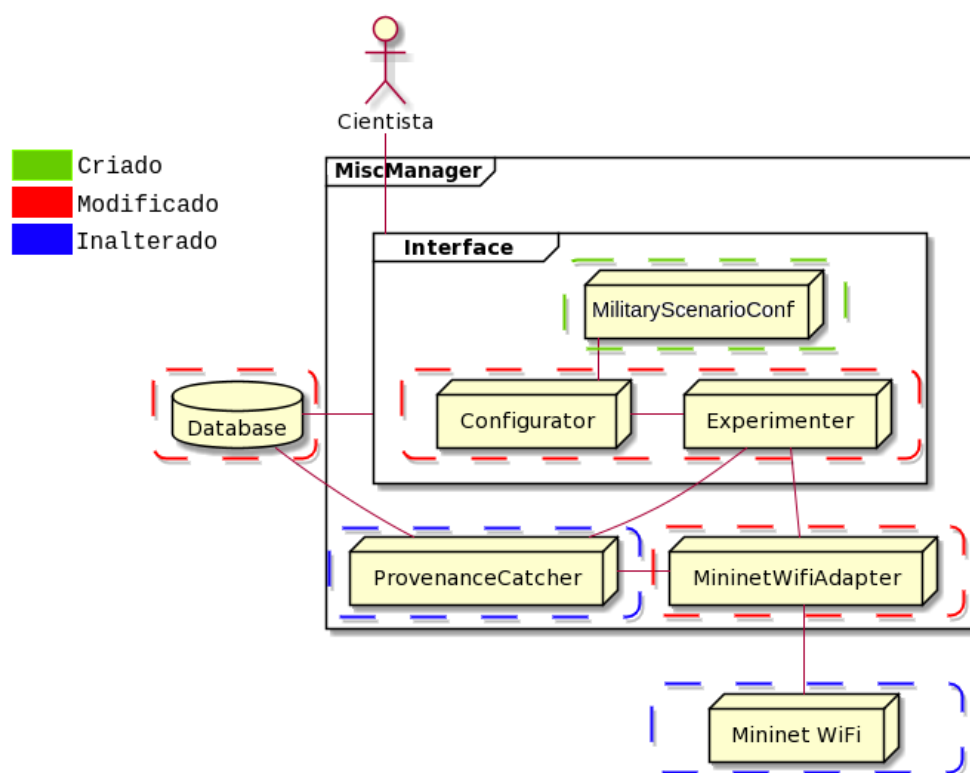 Cientista
Criado
Modificado
Inalterado
MiscManager
Interface
MilitaryScenarioConf
Configurator
Experimenter
Database
ProvenanceCatcher
MininetWifiAdapter
Mininet WiFi